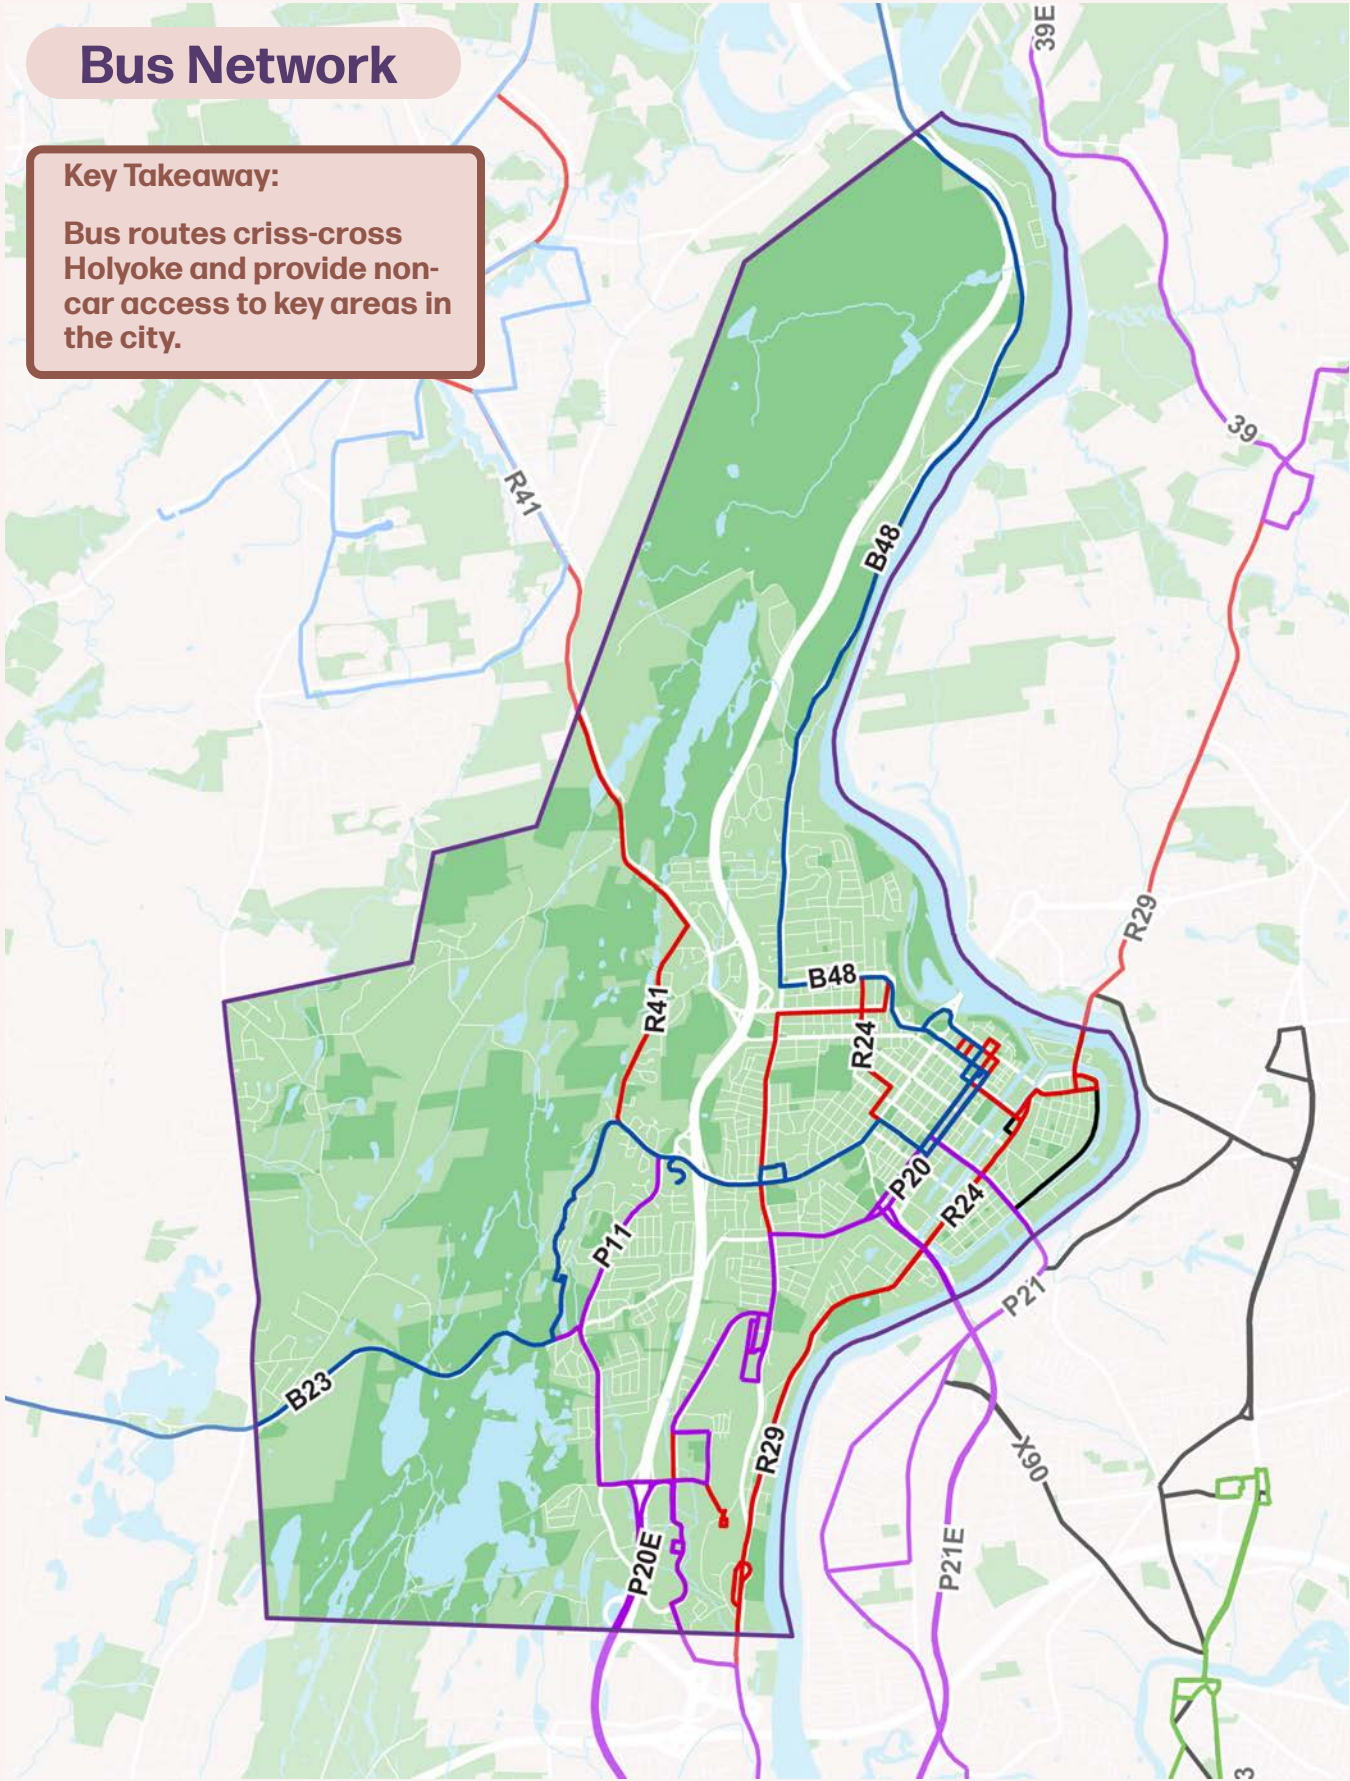 Bus Network
Key Takeaway:
Bus routes criss-cross
Holyoke and provide non-
car access to key areas in
the city.
39E
39
R41
B48
R29
B48
R41
R24
P20
R24
P11
P21
B23
R29
X90
P21E
P20E
3